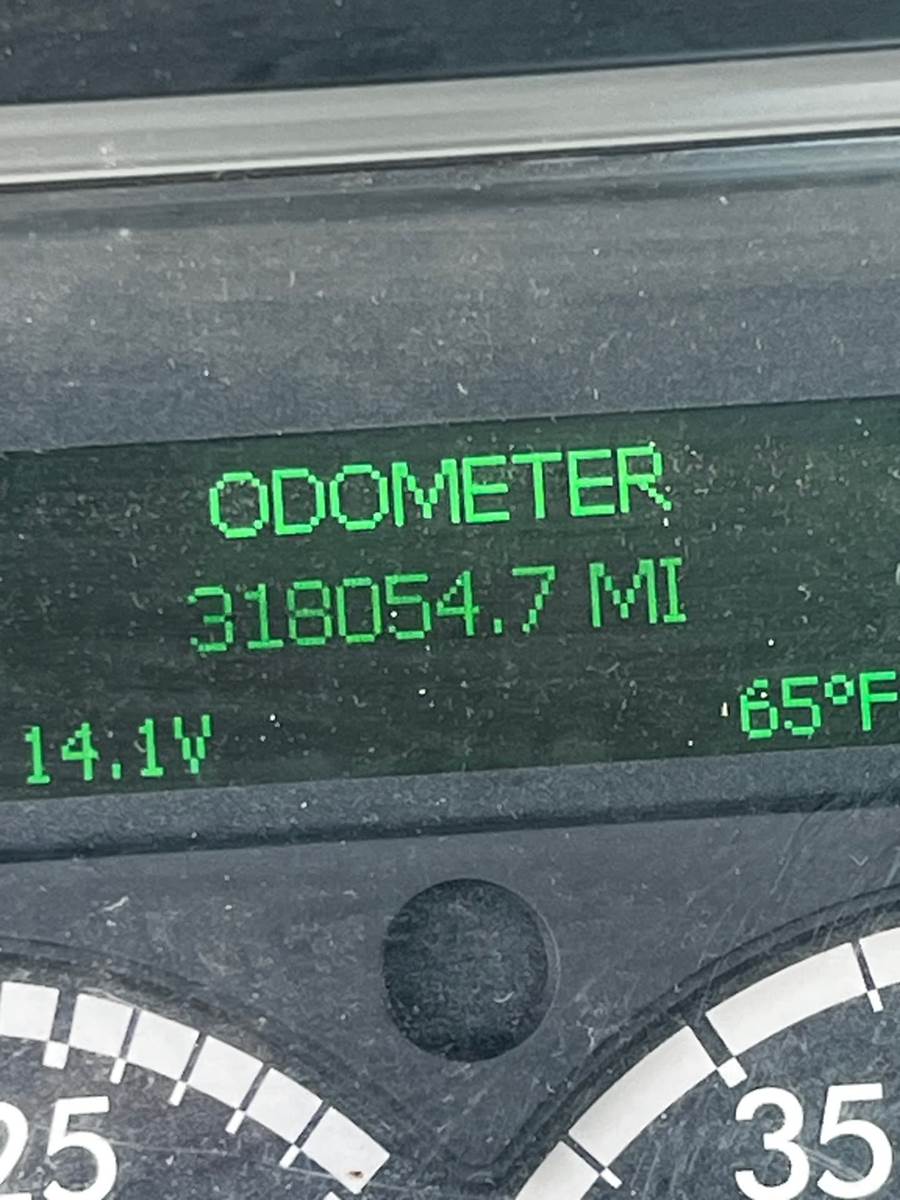 ODOMETER
318054.7 MI
14.1V 65°F
25 35